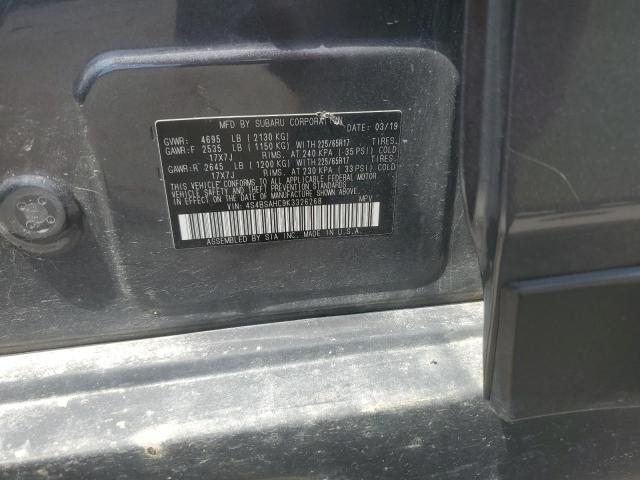 MFD BY SUBARU CORPORATION DATE: 03/19
GVWR: 4695 LB (2130 KG)
GAWR:F 2535 LB (1150 KG) WITH 225/65R17 TIRES.
17X7J RIMS. AT 240 KPA (35 PSI) COLD
GAWR:R 2645 LB (1200 KG) WITH 225/65R17 TIRES.
17X7J RIMS. AT 230 KPA (33 PSI) COLD
THIS VEHICLE CONFORMS TO ALL APPLICABLE FEDERAL MOTOR
VEHICLE SAFETY AND THEFT PREVENTION STANDARDS
IN EFFECT ON THE DATE OF MANUFACTURE SHOWN ABOVE.
VIN: 4S4BSAHC9K3326268 MPV
ASSEMBLED BY SIA INC. MADE IN U.S.A.